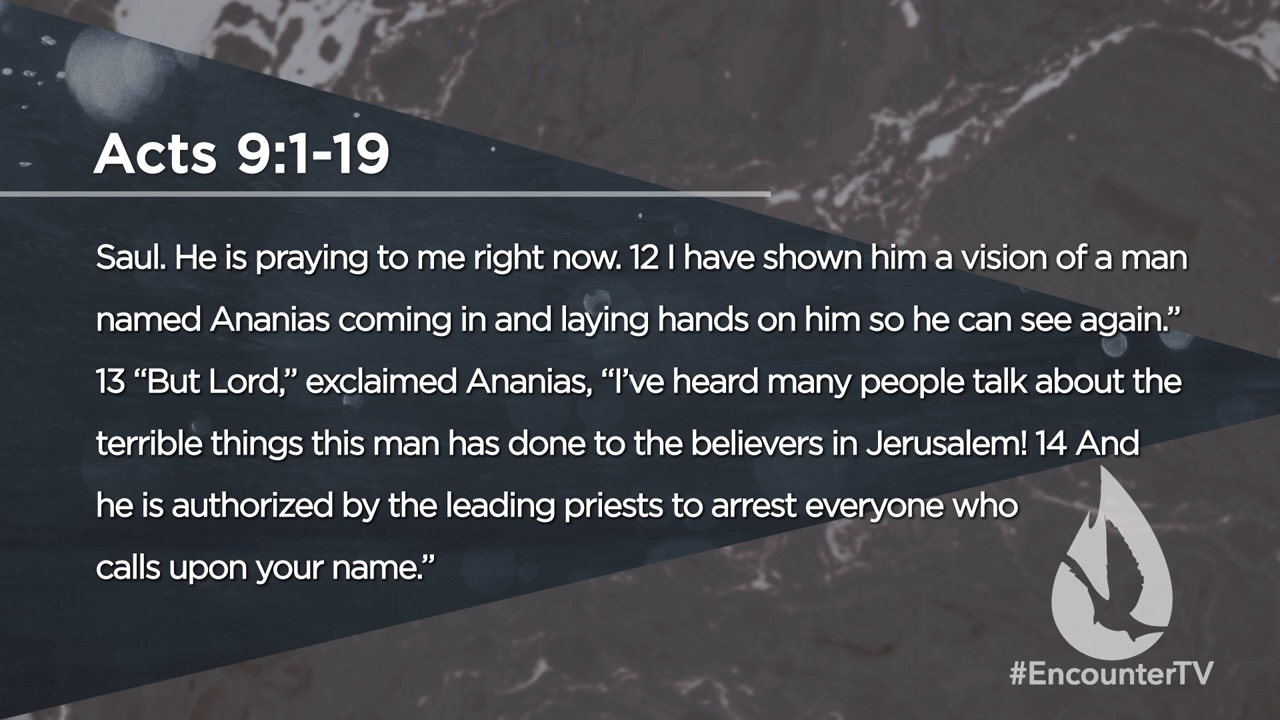 Acts 9:1-19
Saul. He is praying to me right now. 12 I have shown him a vision of a man
named Ananias coming in and laying hands on him so he can see again.”
13 “But Lord,” exclaimed Ananias, “I’ve heard many people talk about the
terrible things this man has done to the believers in Jerusalem! 14 And
he is authorized by the leading priests to arrest everyone who
calls upon your name.”
#EncounterTV